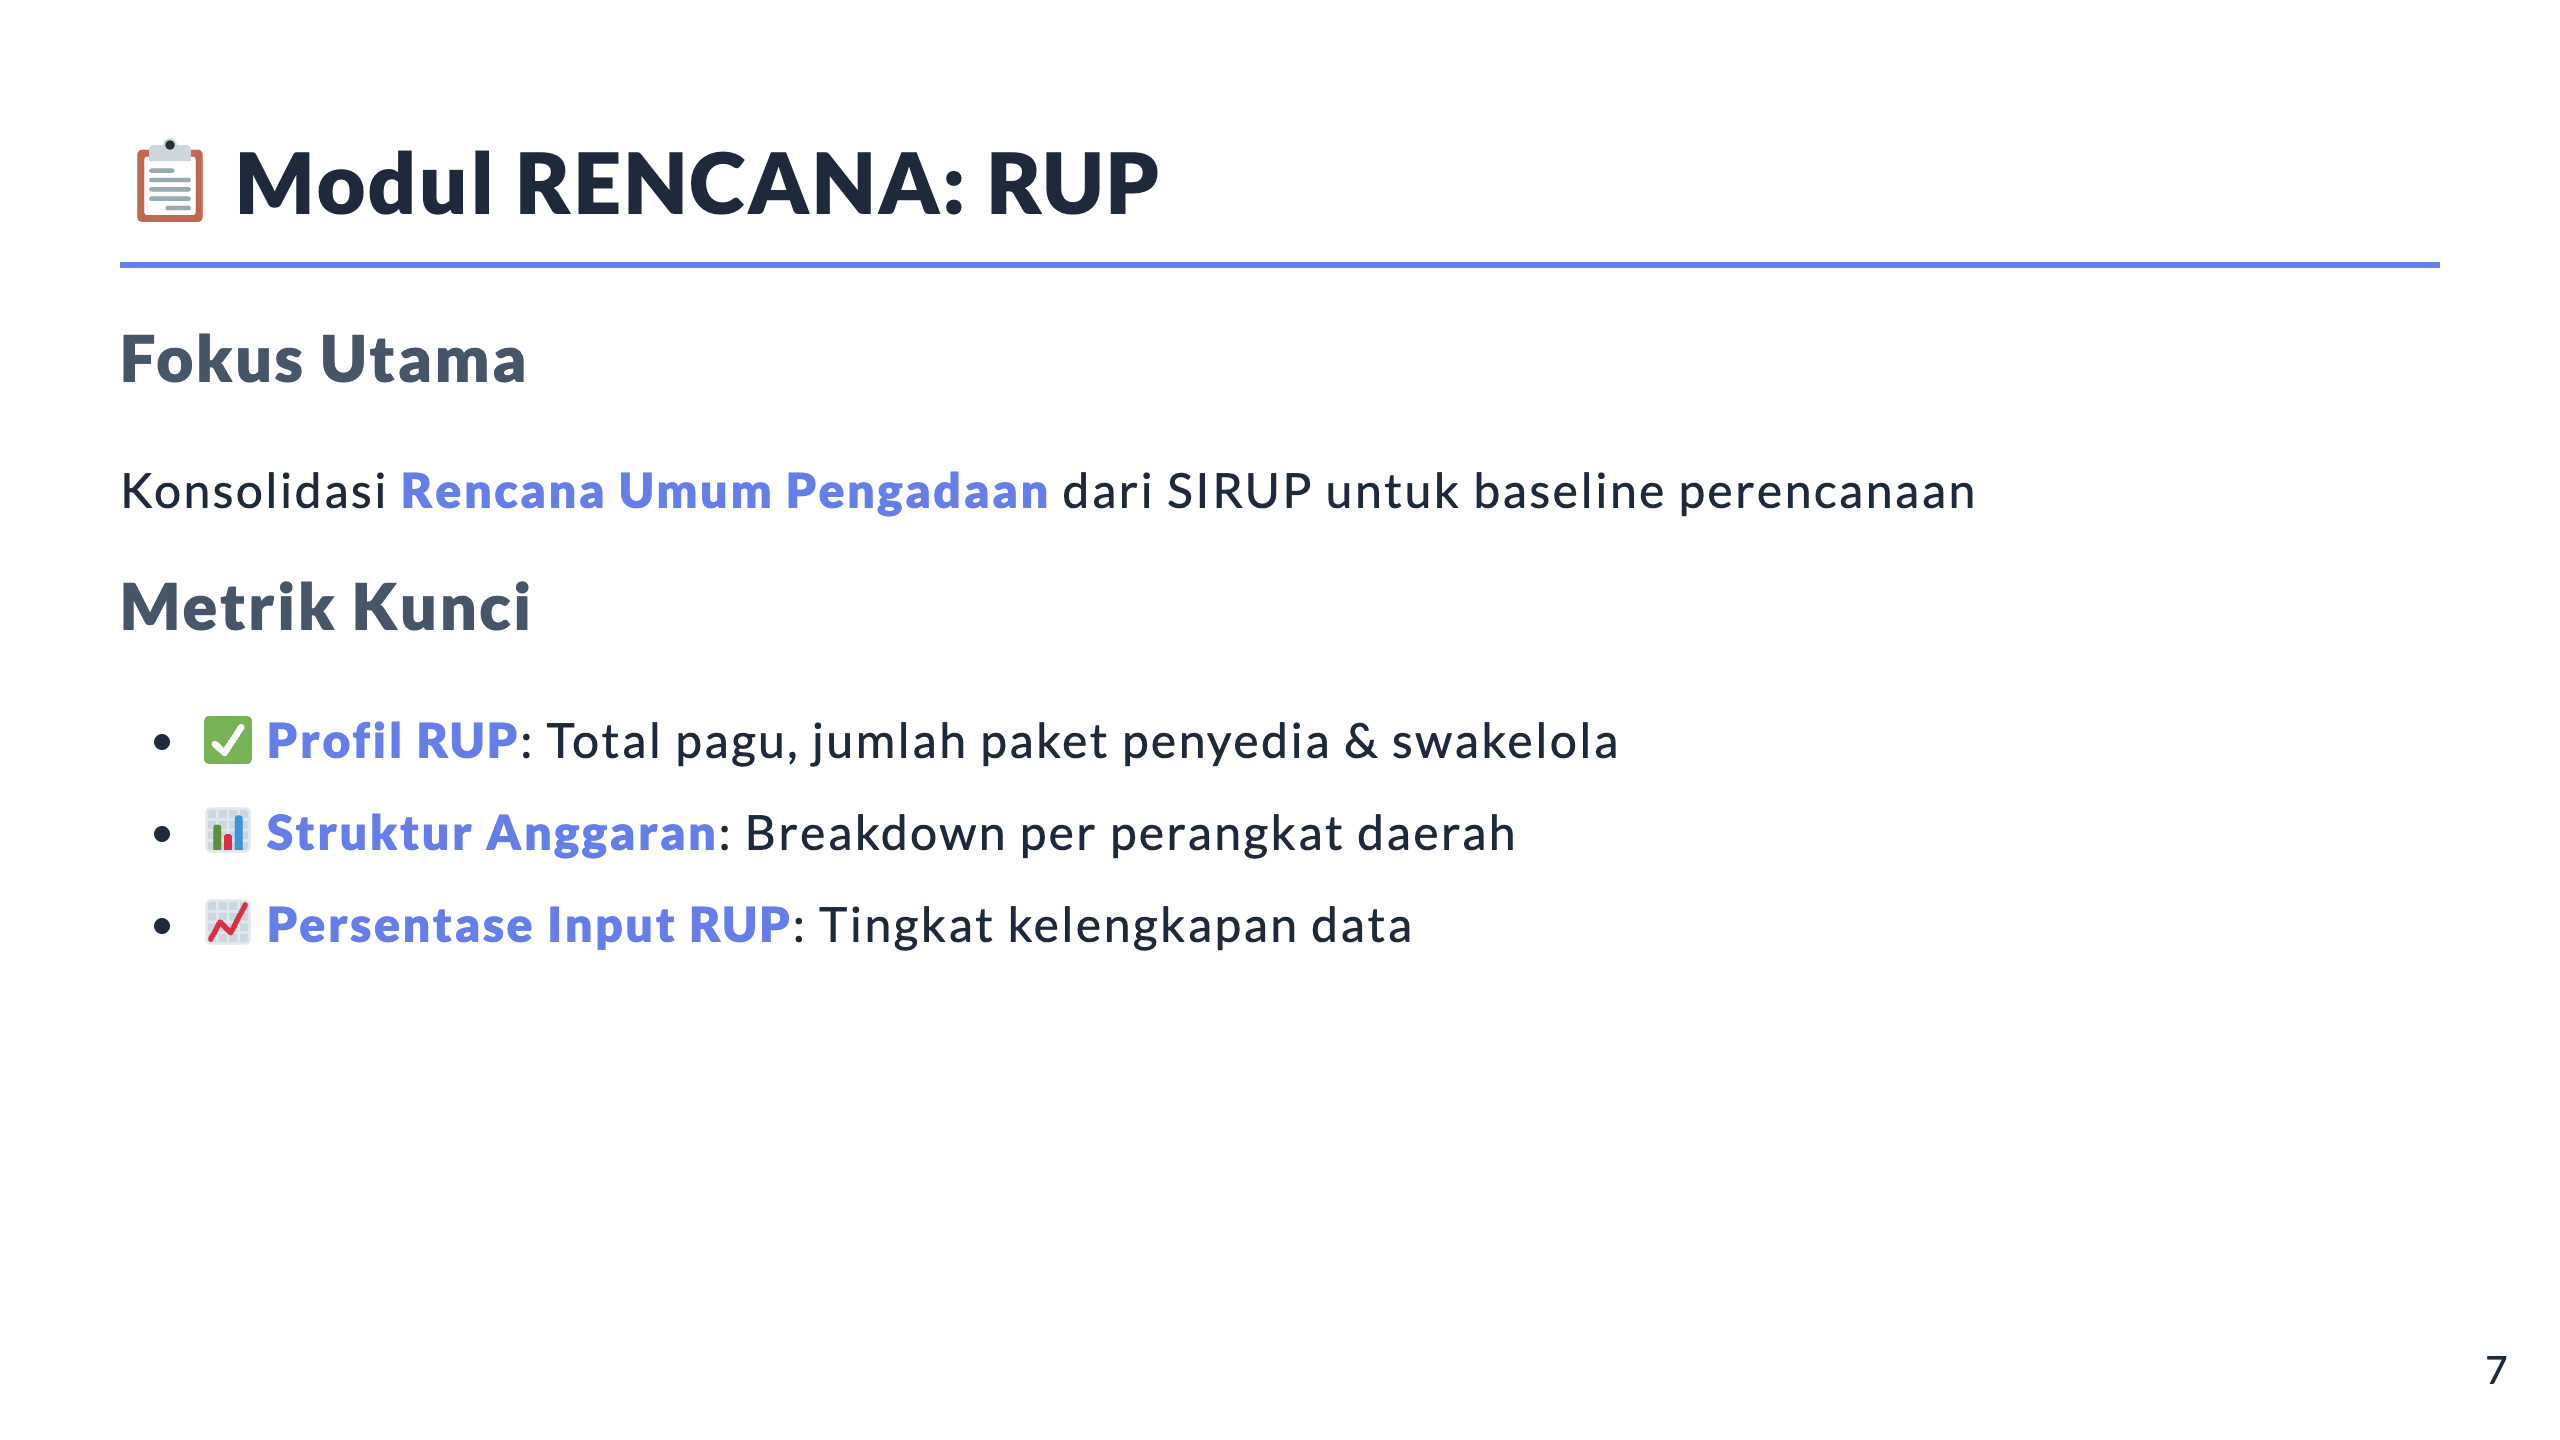 Modul RENCANA: RUP
Fokus Utama
Konsolidasi Rencana Umum Pengadaan dari SIRUP untuk baseline perencanaan
Metrik Kunci
• ✅ Profil RUP: Total pagu, jumlah paket penyedia & swakelola
• 📊 Struktur Anggaran: Breakdown per perangkat daerah
• 📈 Persentase Input RUP: Tingkat kelengkapan data
7